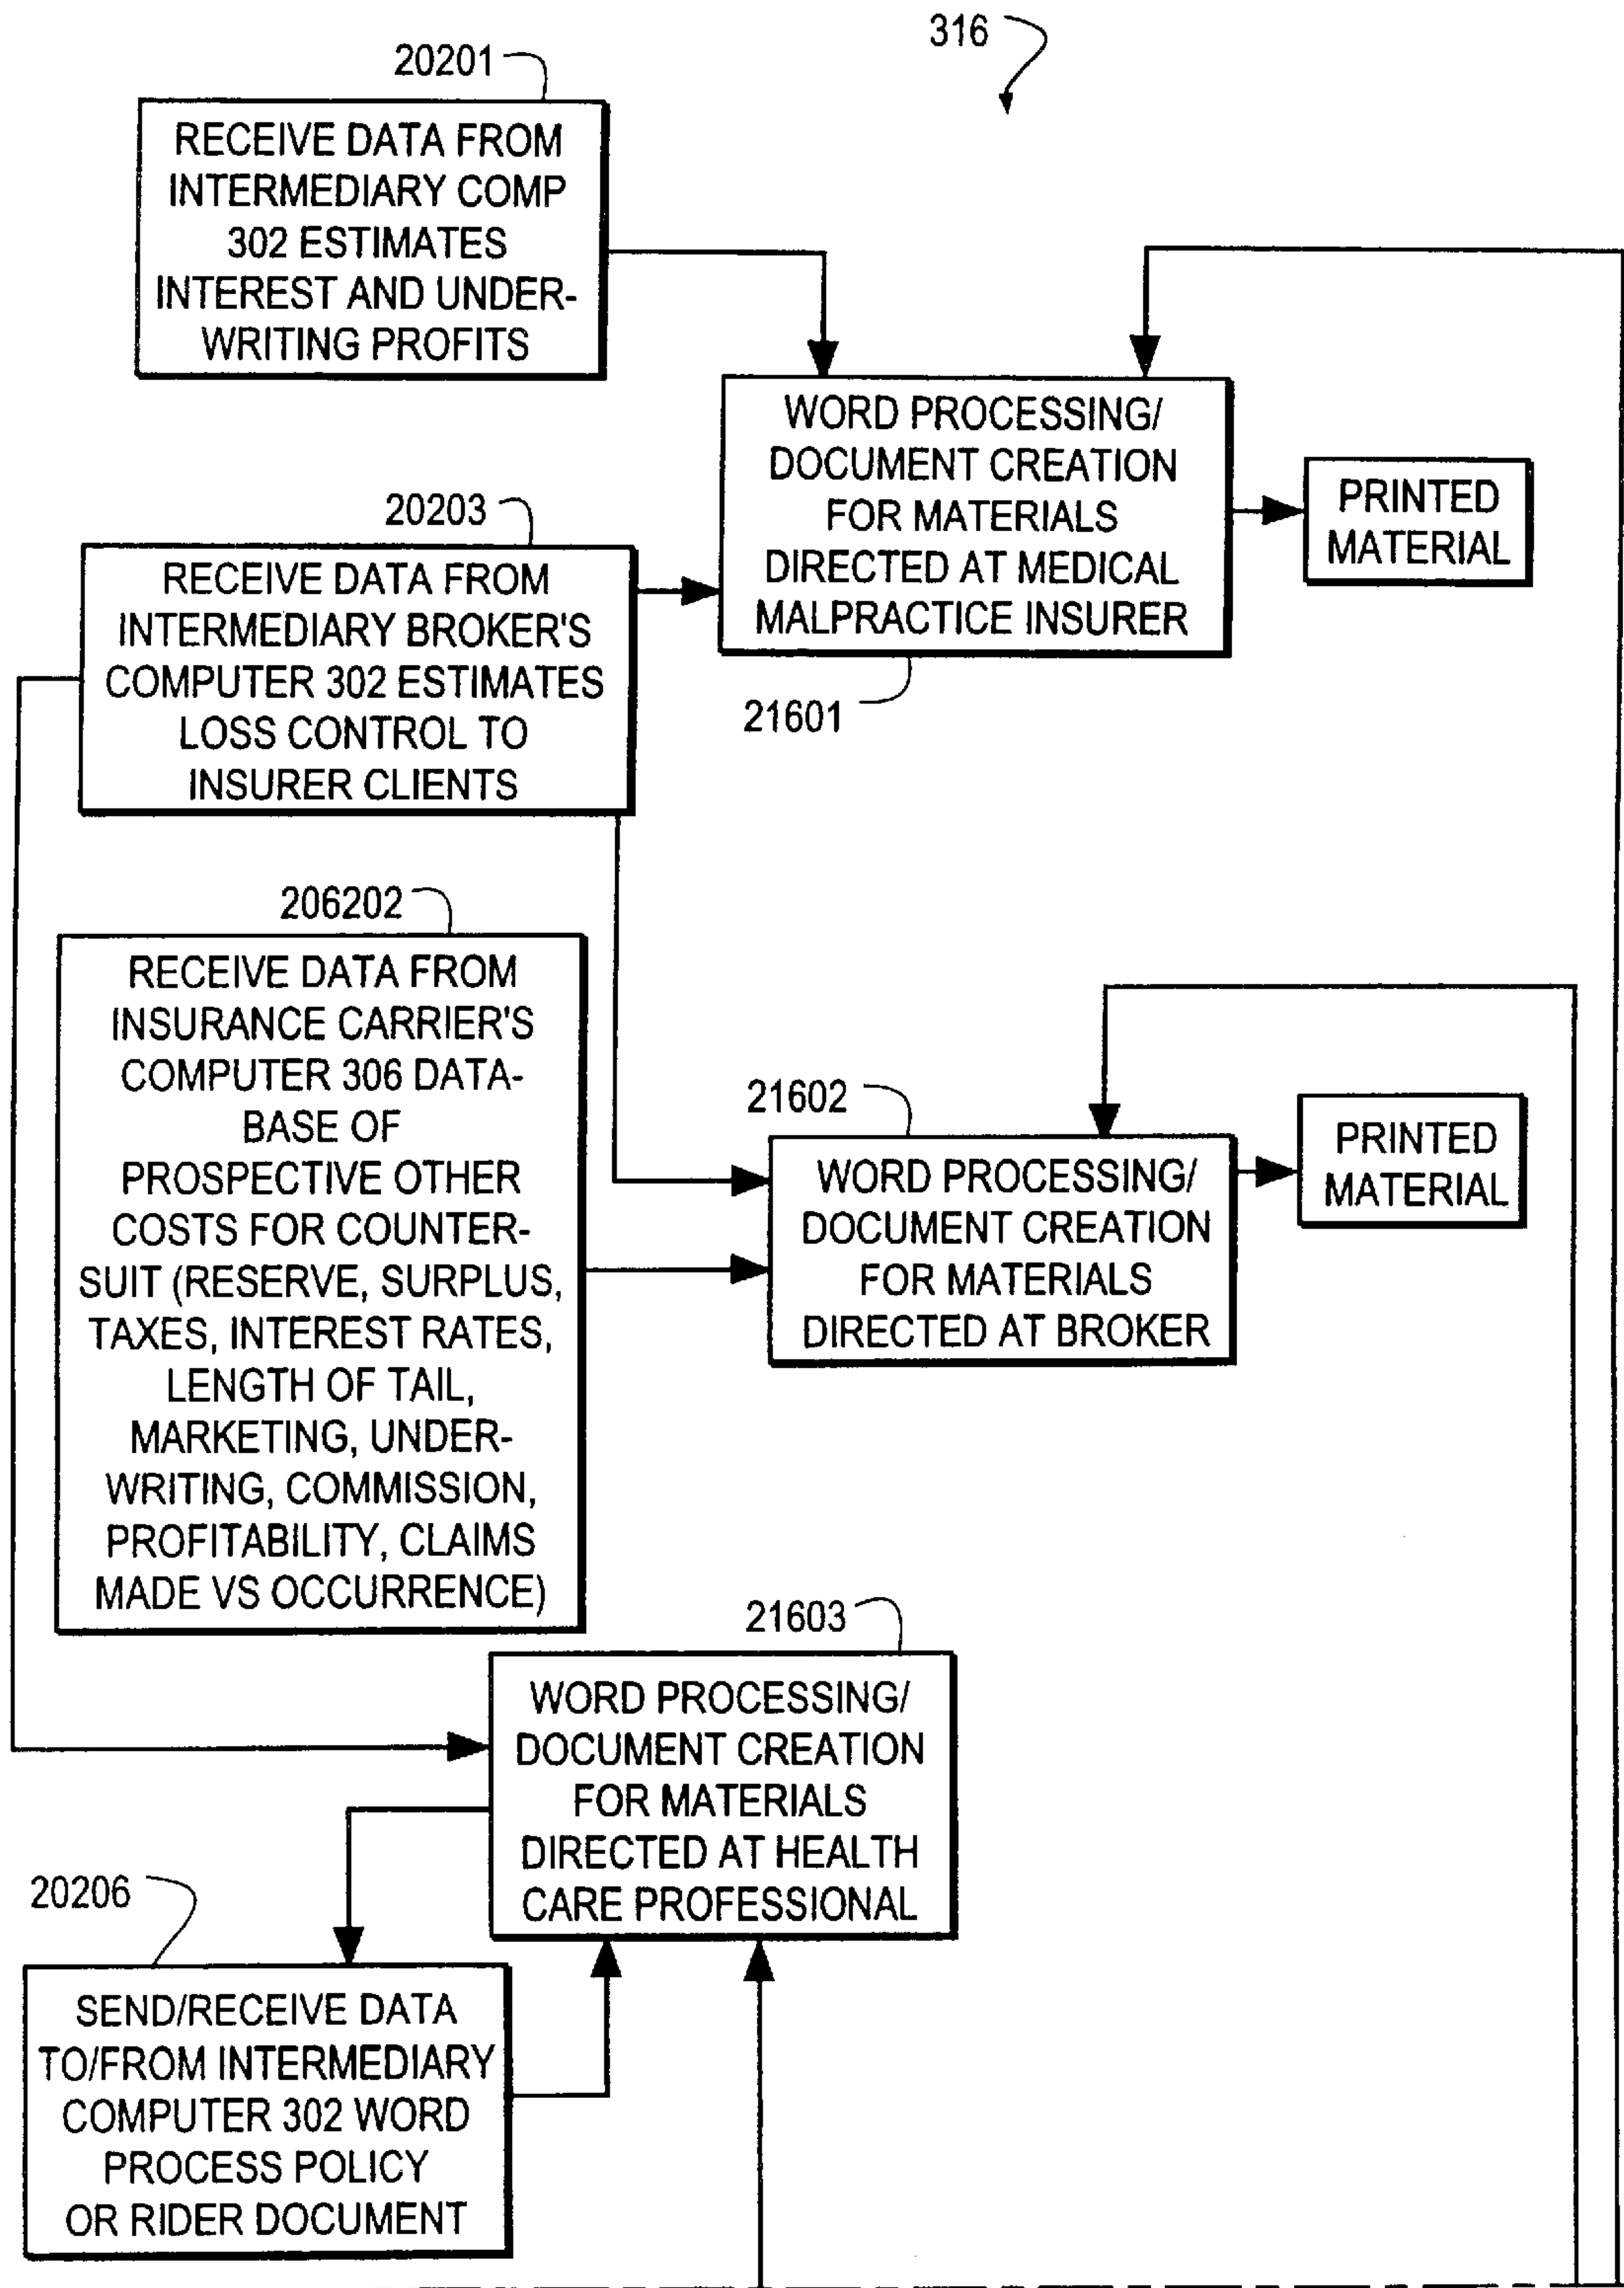 316
20201
RECEIVE DATA FROM
INTERMEDIARY COMP
302 ESTIMATES
INTEREST AND UNDER-
WRITING PROFITS
WORD PROCESSING/
DOCUMENT CREATION
FOR MATERIALS
DIRECTED AT MEDICAL
MALPRACTICE INSURER
21601
PRINTED
MATERIAL
20203
RECEIVE DATA FROM
INTERMEDIARY BROKER'S
COMPUTER 302 ESTIMATES
LOSS CONTROL TO
INSURER CLIENTS
206202
RECEIVE DATA FROM
INSURANCE CARRIER'S
COMPUTER 306 DATA-
BASE OF
PROSPECTIVE OTHER
COSTS FOR COUNTER-
SUIT (RESERVE, SURPLUS,
TAXES, INTEREST RATES,
LENGTH OF TAIL,
MARKETING, UNDER-
WRITING, COMMISSION,
PROFITABILITY, CLAIMS
MADE VS OCCURRENCE)
21602
WORD PROCESSING/
DOCUMENT CREATION
FOR MATERIALS
DIRECTED AT BROKER
PRINTED
MATERIAL
21603
WORD PROCESSING/
DOCUMENT CREATION
FOR MATERIALS
DIRECTED AT HEALTH
CARE PROFESSIONAL
20206
SEND/RECEIVE DATA
TO/FROM INTERMEDIARY
COMPUTER 302 WORD
PROCESS POLICY
OR RIDER DOCUMENT